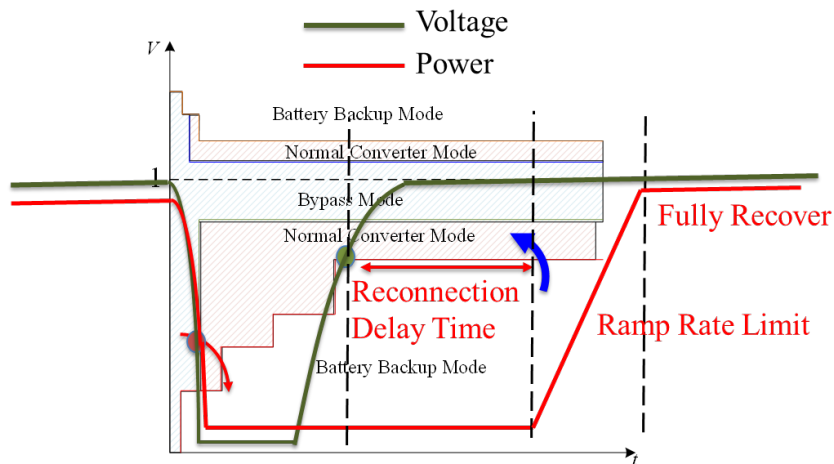 Voltage
Power
V
Battery Backup Mode
Normal Converter Mode
1
Bypass Mode
Normal Converter Mode
Fully Recover
Reconnection
Delay Time
Ramp Rate Limit
Battery Backup Mode
t